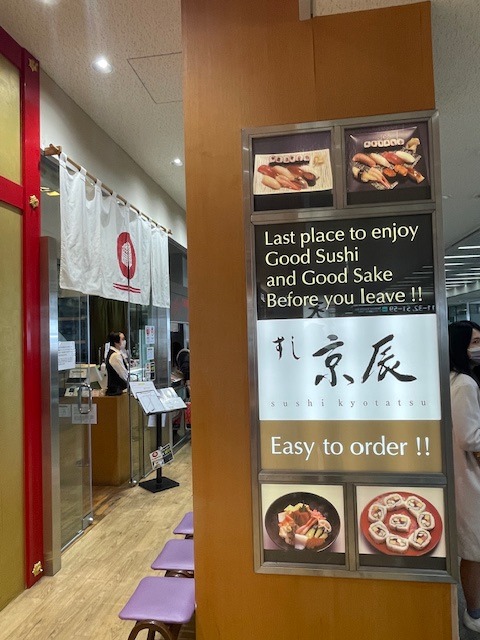 Last place to enjoy
Good Sushi
and Good Sake
Before you leave !!
すし 京辰
sushi kyotatsu
Easy to order !!